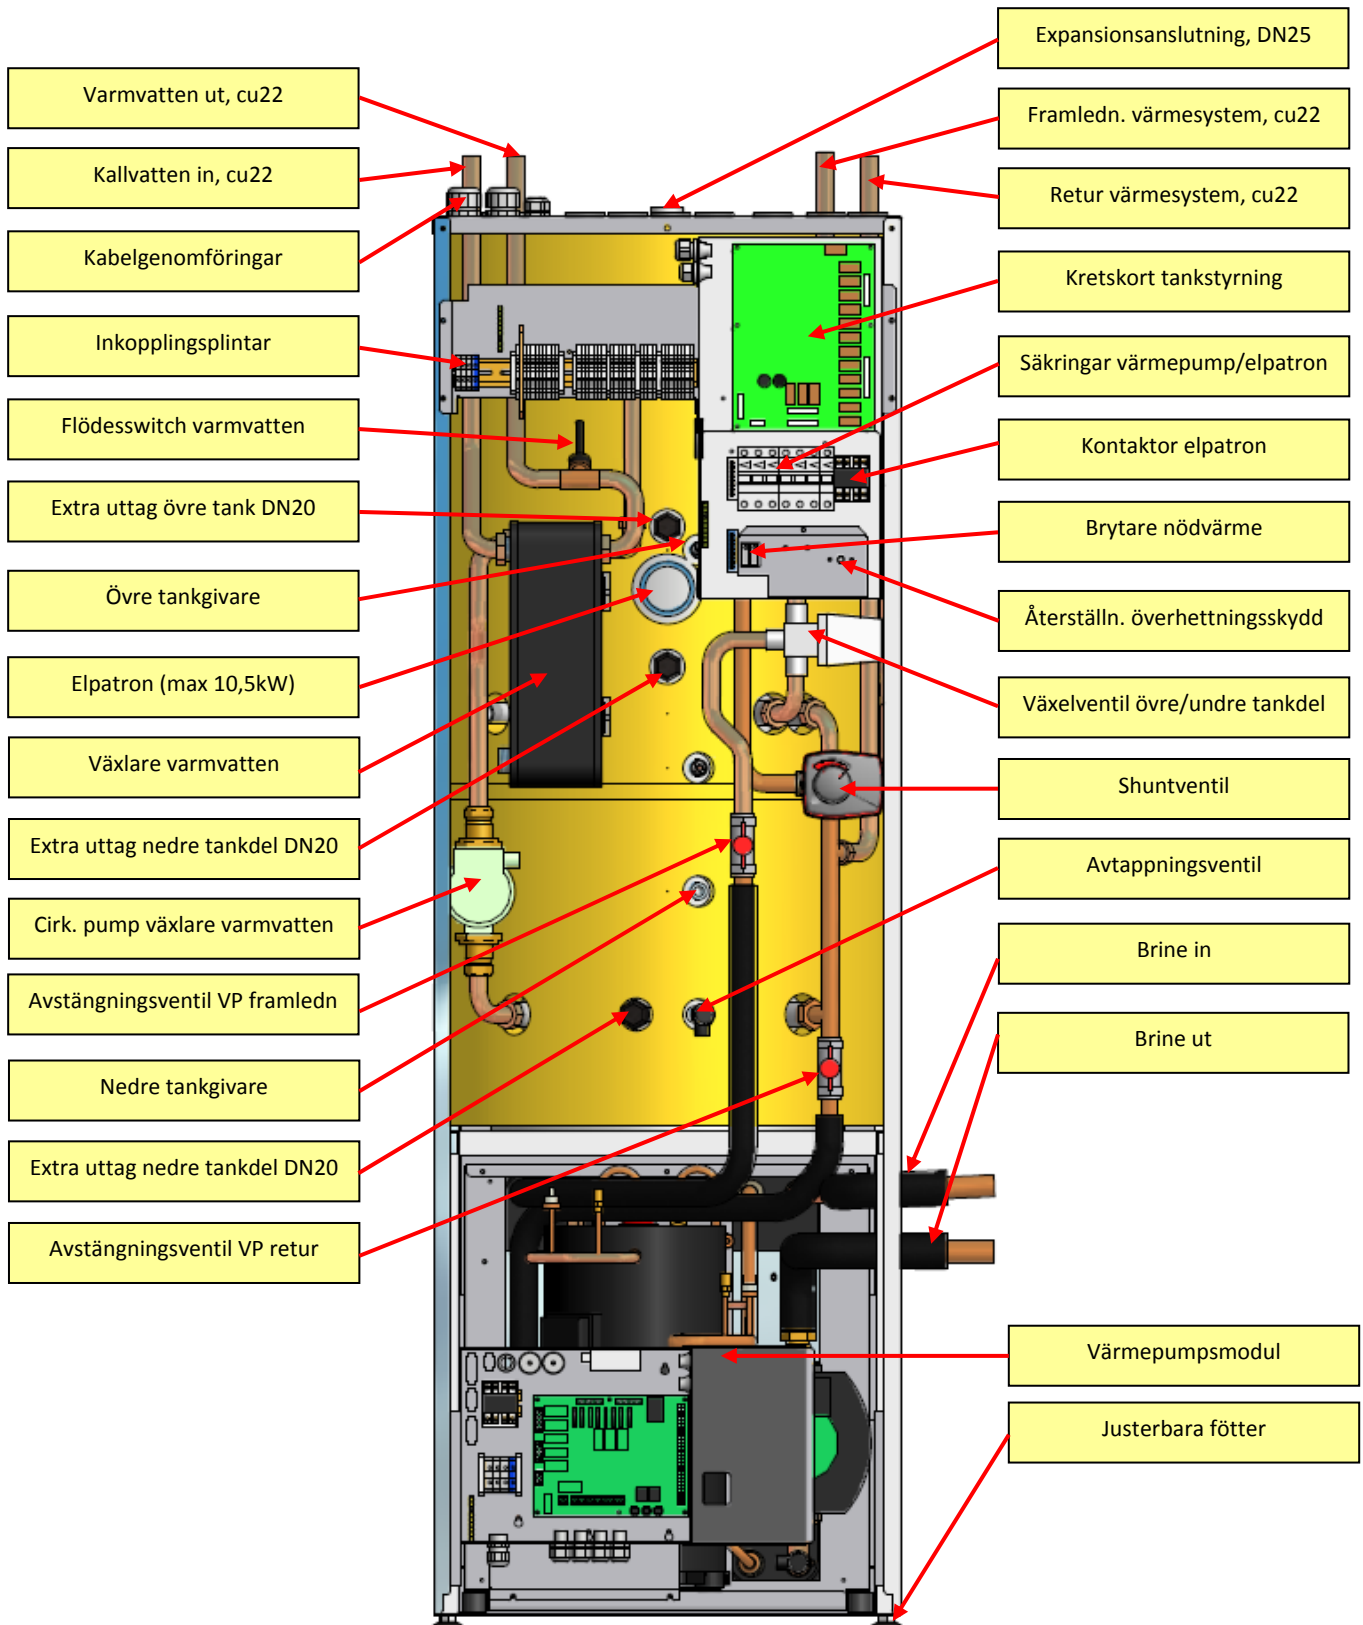 Varmvatten ut, cu22
Kallvatten in, cu22
Kabelgenomföringar
Inkopplingsplintar
Flödesswitch varmvatten
Extra uttag övre tank DN20
Övre tankgivare
Elpatron (max 10,5kW)
Växlare varmvatten
Extra uttag nedre tankdel DN20
Cirk. pump växlare varmvatten
Avstängningsventil VP framledn
Nedre tankgivare
Extra uttag nedre tankdel DN20
Avstängningsventil VP retur
Expansionsanslutning, DN25
Framledn. värmesystem, cu22
Retur värmesystem, cu22
Kretskort tankstyrning
Säkringar värmepump/elpatron
Kontaktor elpatron
Brytare nödvärme
Återställn. överhettningsskydd
Växelventil övre/undre tankdel
Shuntventil
Avtappningsventil
Brine in
Brine ut
Värmepumpsmodul
Justerbara fötter